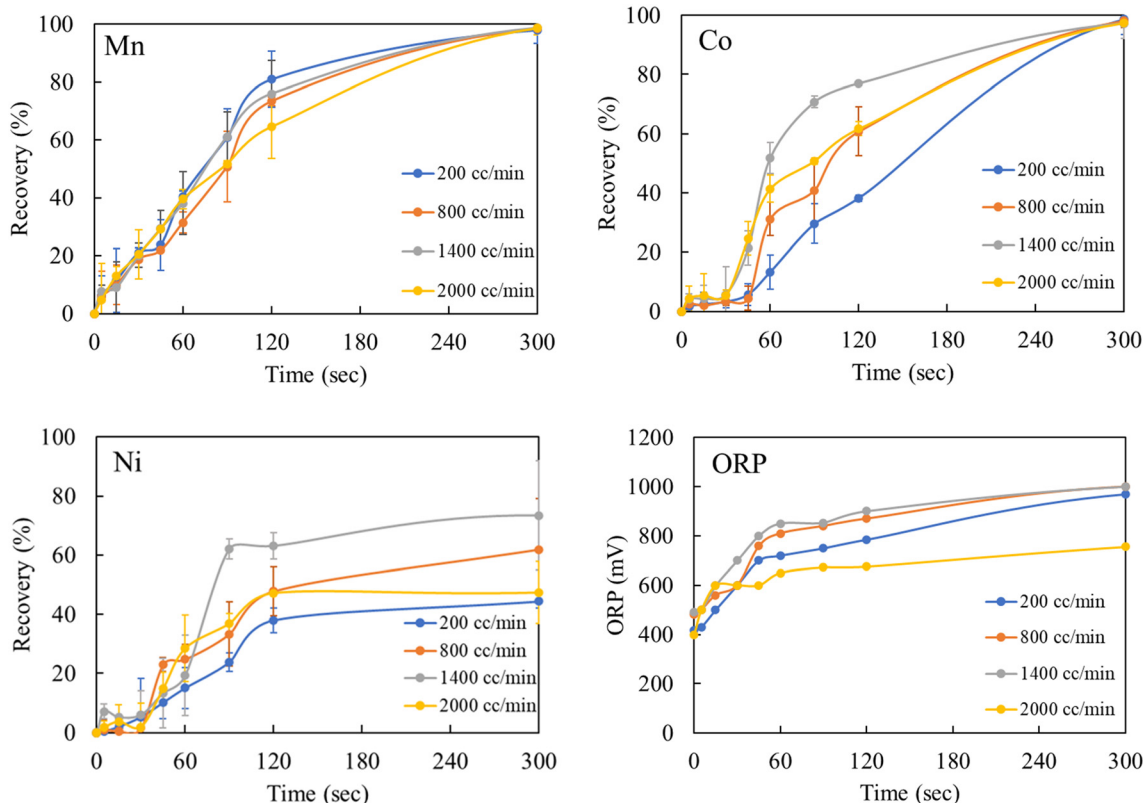 Mn
100
80
60
40
20
0
Recovery (%)
200 cc/min
800 cc/min
1400 cc/min
2000 cc/min
0 60 120 180 240 300
Time (sec)
Co
100
80
60
40
20
0
Recovery (%)
200 cc/min
800 cc/min
1400 cc/min
2000 cc/min
0 60 120 180 240 300
Time (sec)
Ni
100
80
60
40
20
0
Recovery (%)
200 cc/min
800 cc/min
1400 cc/min
2000 cc/min
0 60 120 180 240 300
Time (sec)
ORP
1200
1000
800
600
400
200
0
ORP (mV)
200 cc/min
800 cc/min
1400 cc/min
2000 cc/min
0 60 120 180 240 300
Time (sec)